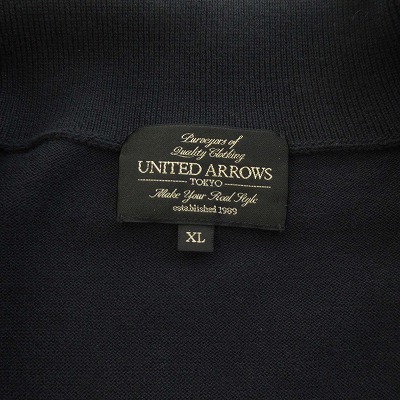 Purveyors of
Quality Clothing
UNITED ARROWS
TOKYO
Make Your Real Style
established 1989
XL